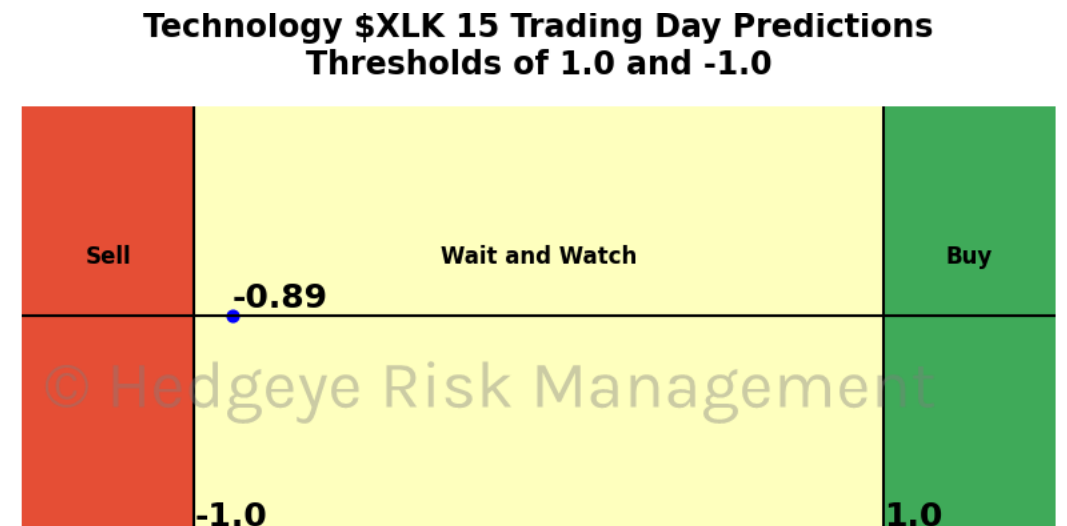 Technology $XLK 15 Trading Day Predictions
Thresholds of 1.0 and -1.0
Sell
Wait and Watch
Buy
-0.89
© Hedgeye Risk Management
-1.0
1.0